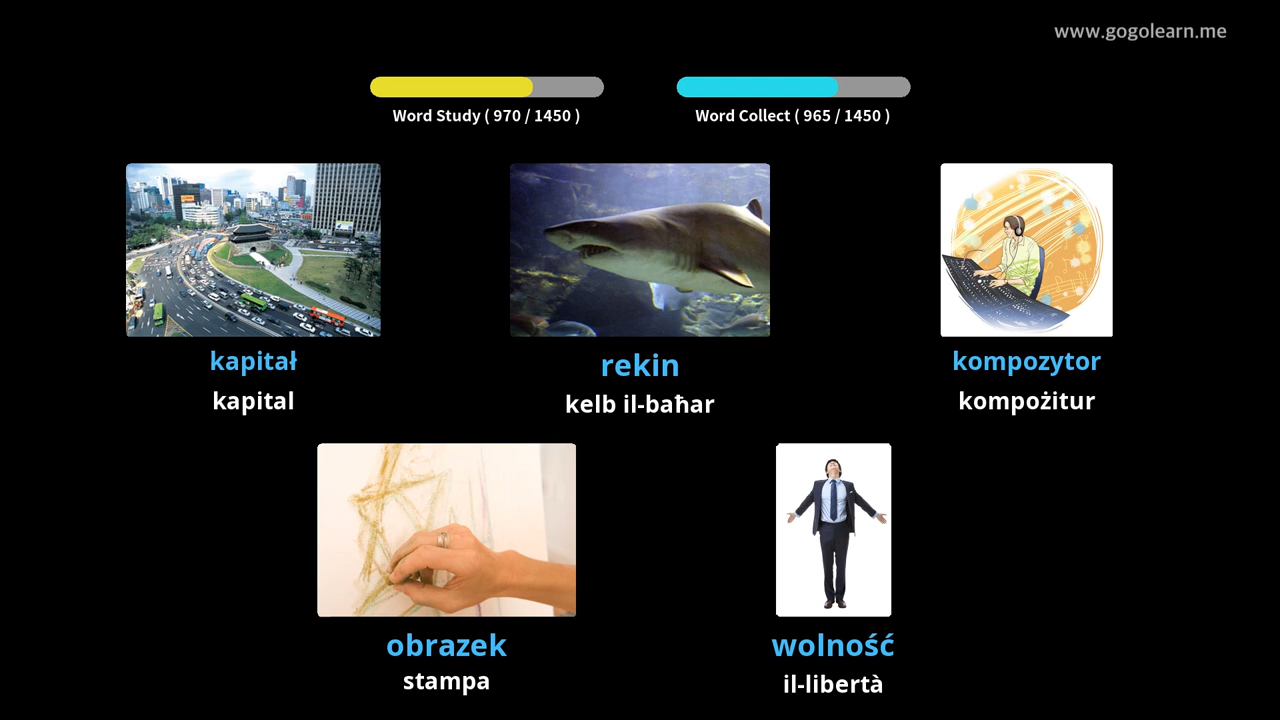 www.gogolearn.me
Word Study ( 970 / 1450 )
Word Collect ( 965 / 1450 )
kapitał
kapital
rekin
kelb il-baħar
kompozytor
kompożitur
obrazek
stampa
wolność
il-libertà